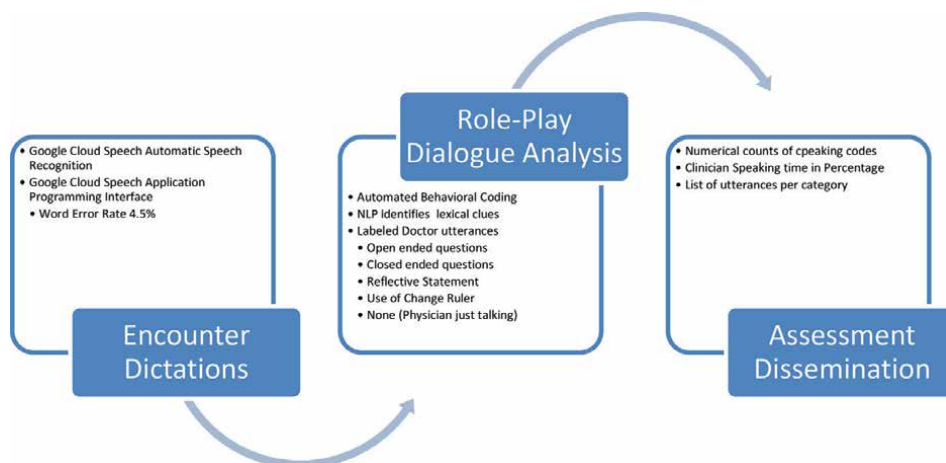 • Google Cloud Speech Automatic Speech
Recognition
• Google Cloud Speech Application
Programming Interface
• Word Error Rate 4.5%
Encounter
Dictations
Role-Play
Dialogue Analysis
• Automated Behavioral Coding
• NLP identifies lexical clues
• Labeled Doctor utterances
• Open ended questions
• Closed ended questions
• Reflective Statement
• Use of Change Ruler
• None (Physician just talking)
• Numerical counts of cpeaking codes
• Clinician Speaking time in Percentage
• List of utterances per category
Assessment
Dissemination